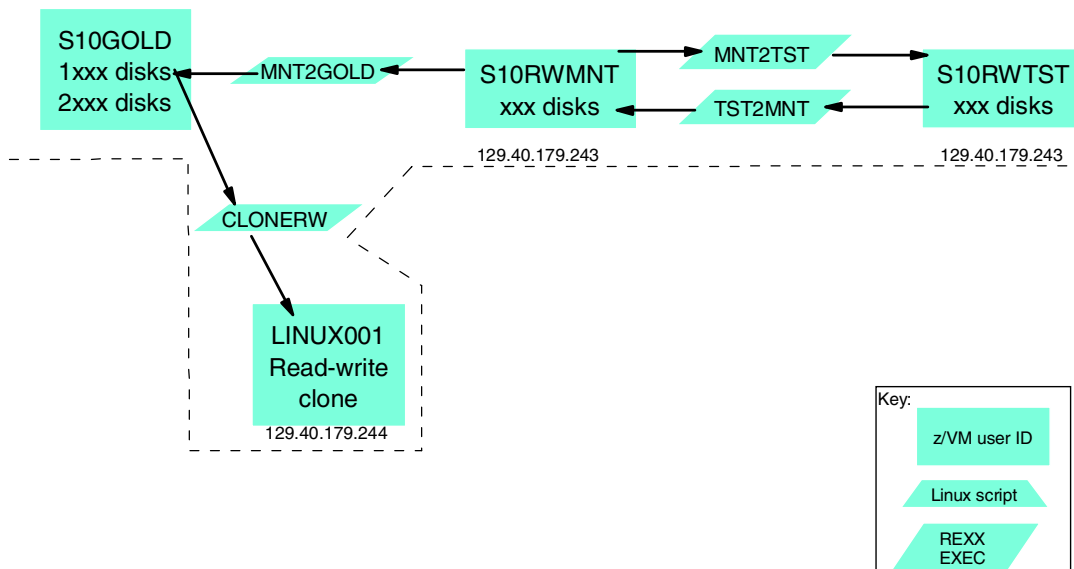 S10GOLD
1xxx disks
2xxx disks
MNT2GOLD
S10RWMNT
xxx disks
MNT2TST
TST2MNT
S10RWTST
xxx disks
129.40.179.243
129.40.179.243
CLONERW
LINUX001
Read-write
clone
129.40.179.244
Key:
z/VM user ID
Linux script
REXX
EXEC